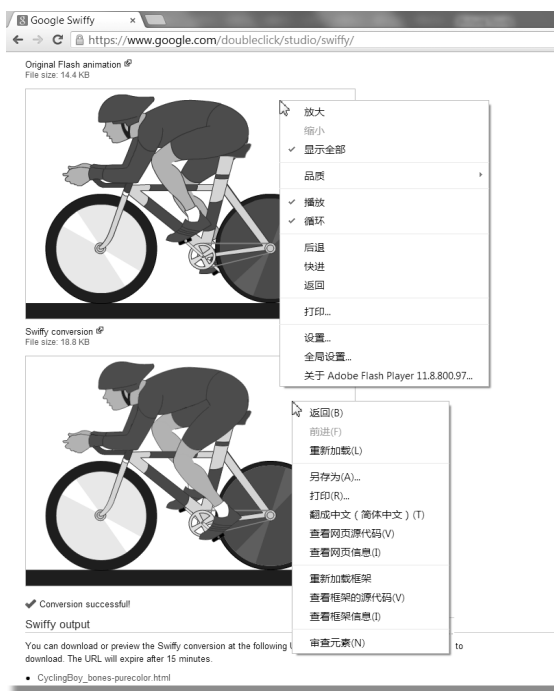 Google Swiffy
https://www.google.com/doubleclick/studio/swiffy/
Original Flash animation
File size: 14.4 KB
放大
缩小
显示全部
品质
播放
循环
后退
快进
返回
打印...
设置...
全局设置...
关于 Adobe Flash Player 11.8.800.97...
Swiffy conversion
File size: 18.8 KB
返回(B)
前进(F)
重新加载(L)
另存为(A)...
打印(R)...
翻成中文（简体中文）(T)
查看网页源代码(V)
查看网页信息(I)
重新加载框架
查看框架的源代码(V)
查看框架信息(I)
审查元素(N)
Conversion successful!
Swiffy output
You can download or preview the Swiffy conversion at the following U to
download. The URL will expire after 15 minutes.
CyclingBoy_bones-purecolor.html